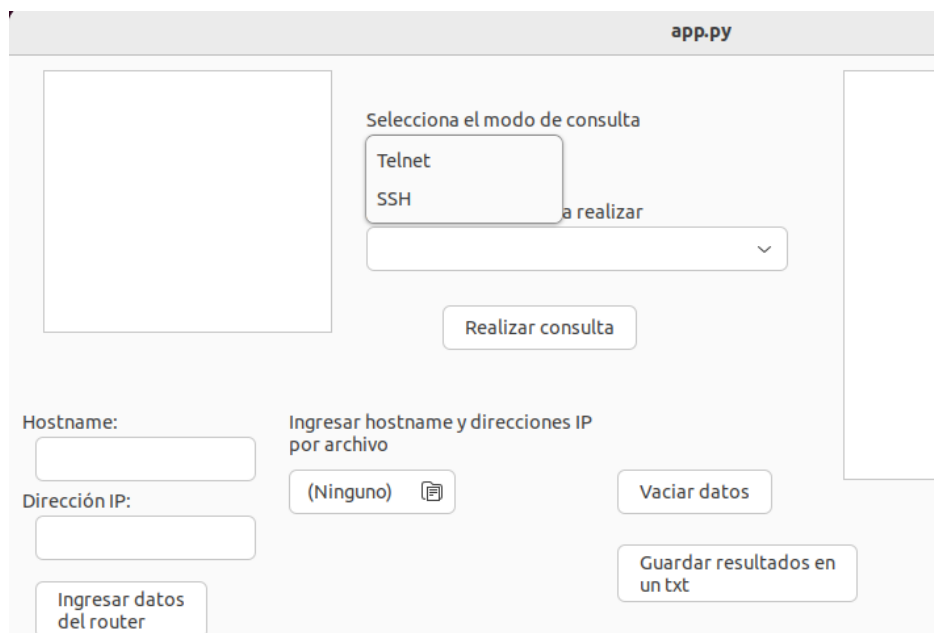 app.py
Selecciona el modo de consulta
Telnet
SSH
a realizar
Realizar consulta
Hostname:
Ingresar hostname y direcciones IP
por archivo
(Ninguno)
Vaciar datos
Dirección IP:
Guardar resultados en
un txt
Ingresar datos
del router